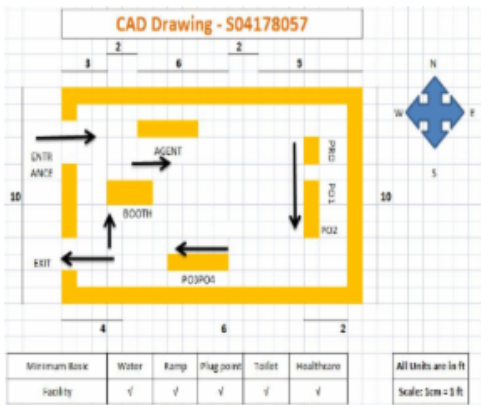 CAD Drawing - S04178057
2 2
3 6 5
N
W E
S
ENTR
ANCE
AGENT
PRO
PO1
10 10
BOOTH
PO2
EXIT
PO3PO4
4 6 2
Minimum Basic Water Ramp Plug point Toilet Healthcare
Facility √ √ √ √ √
All Units are in ft
Scale: 1cm = 1 ft